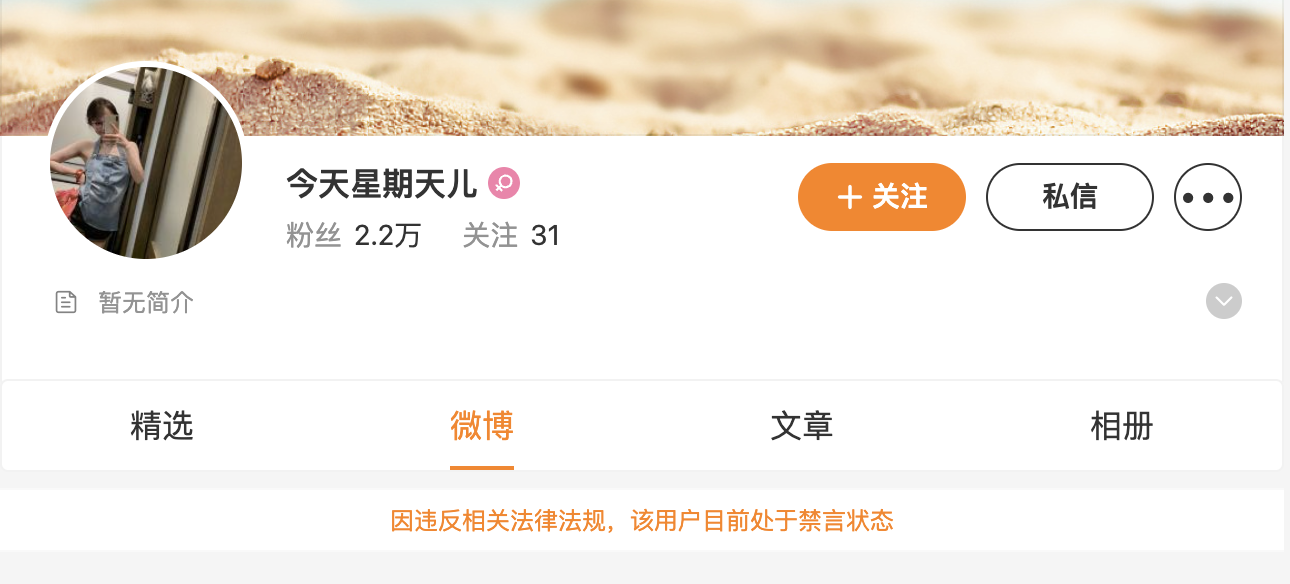 今天星期天儿
粉丝 2.2万 关注 31
+ 关注
私信
暂无简介
精选 微博 文章 相册
因违反相关法律法规，该用户目前处于禁言状态